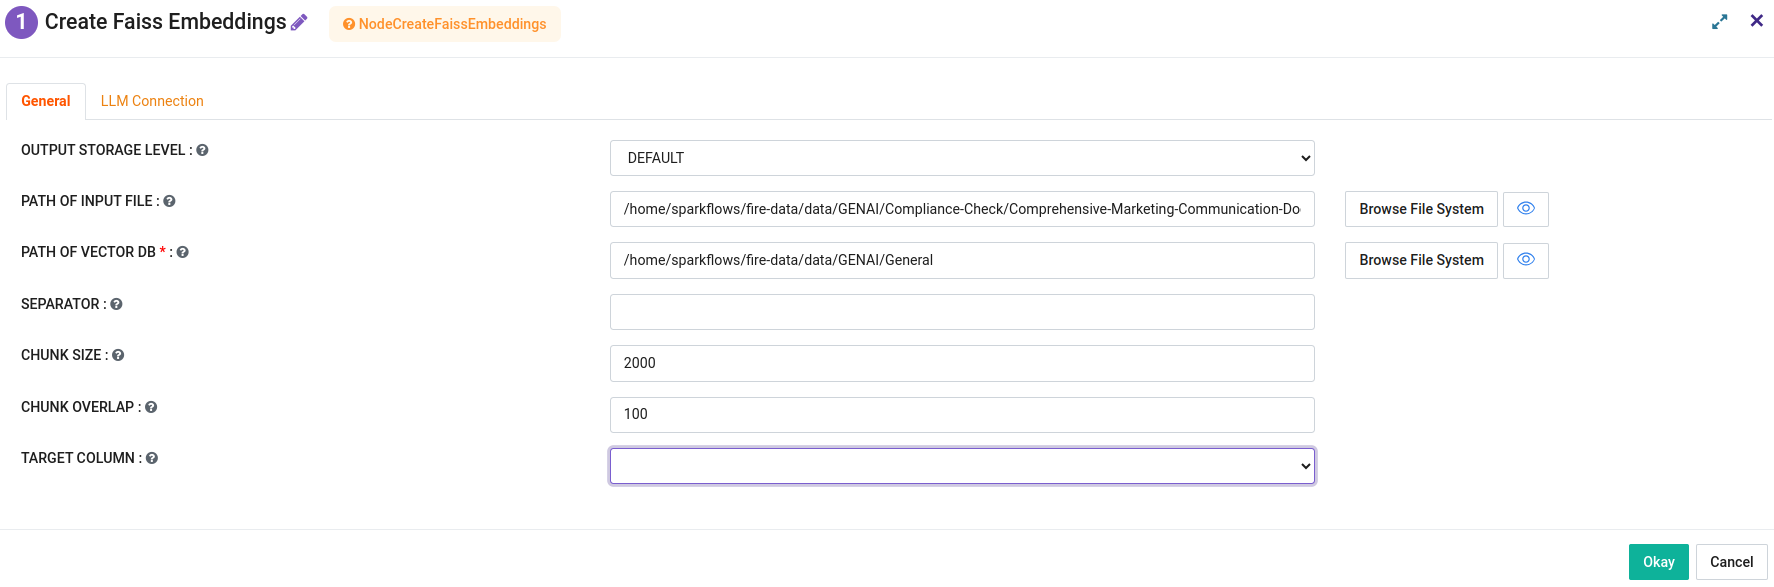 1 Create Faiss Embeddings NodeCreateFaissEmbeddings
General LLM Connection
OUTPUT STORAGE LEVEL : DEFAULT
PATH OF INPUT FILE : /home/sparkflows/fire-data/data/GENAI/Compliance-Check/Comprehensive-Marketing-Communication-Do Browse File System
PATH OF VECTOR DB * : /home/sparkflows/fire-data/data/GENAI/General Browse File System
SEPARATOR :
CHUNK SIZE : 2000
CHUNK OVERLAP : 100
TARGET COLUMN :
Okay Cancel